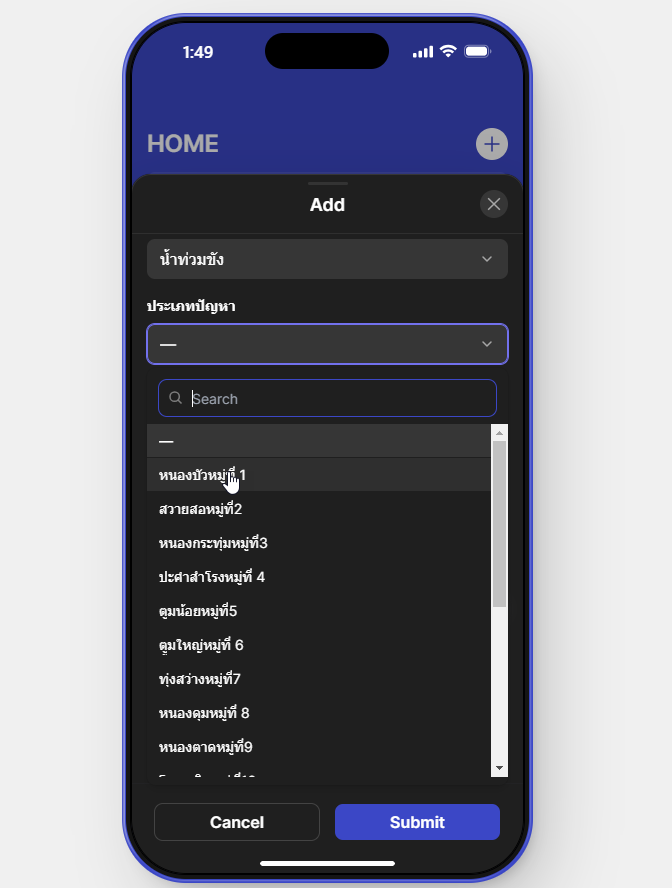 1:49
HOME
Add
น้ำท่วมขัง
ประเภทปัญหา
—
Search
—
หนองบัวหมู่ที่ 1
สวายสอหมู่ที่2
หนองกระทุ่มหมู่ที่3
ปะคำสำโรงหมู่ที่ 4
ตูมน้อยหมู่ที่5
ตูมใหญ่หมู่ที่ 6
ทุ่งสว่างหมู่ที่7
หนองดุมหมู่ที่ 8
หนองตาดหมู่ที่9
Cancel
Submit